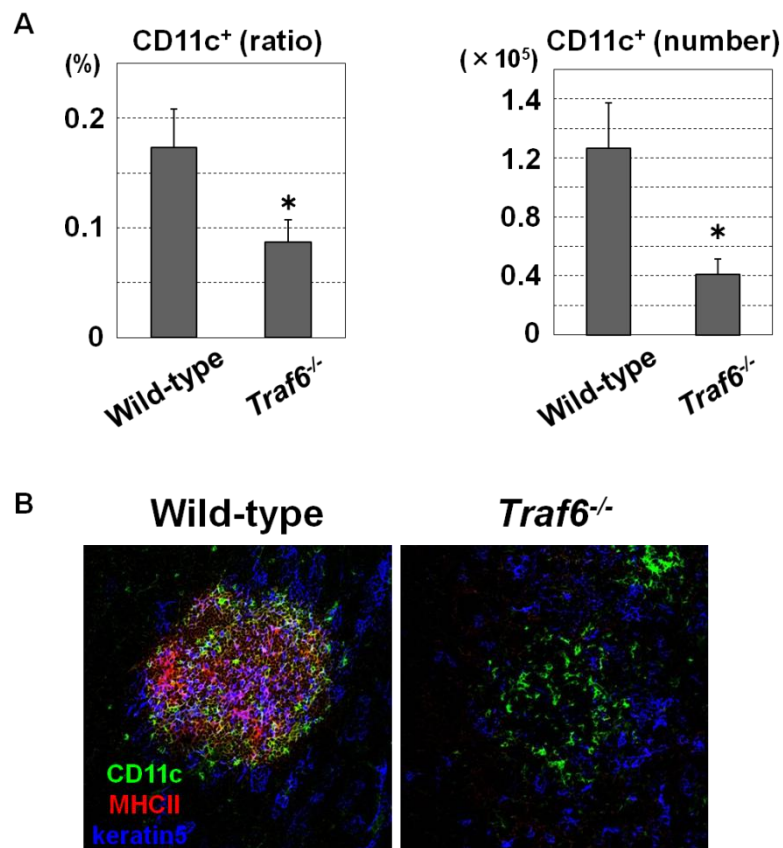 A
CD11c⁺ (ratio)
(%)
0.2
0.1
0
Wild-type
Traf6⁻/⁻
*
CD11c⁺ (number)
(×10⁵)
1.4
1.2
0.8
0.4
0
Wild-type
Traf6⁻/⁻
*
B
Wild-type
Traf6⁻/⁻
CD11c
MHCII
keratin5